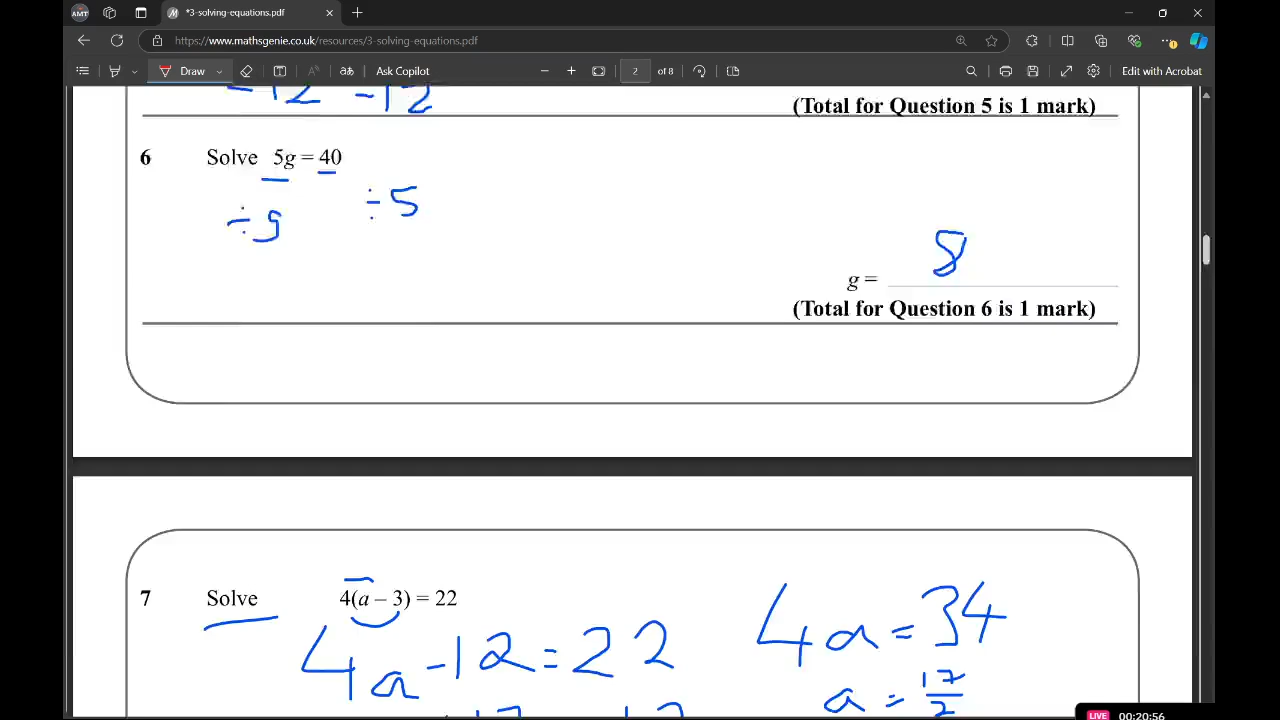 AMT
*3-solving-equations.pdf
https://www.mathsgenie.co.uk/resources/3-solving-equations.pdf
Draw
Ask Copilot
2 of 8
Edit with Acrobat
-12 -12
(Total for Question 5 is 1 mark)
6 Solve 5g = 40
÷5 ÷5
8
g =
(Total for Question 6 is 1 mark)
7 Solve 4(a – 3) = 22
4a = 34
4a - 12 = 22
a = 17/2
LIVE 00:20:56